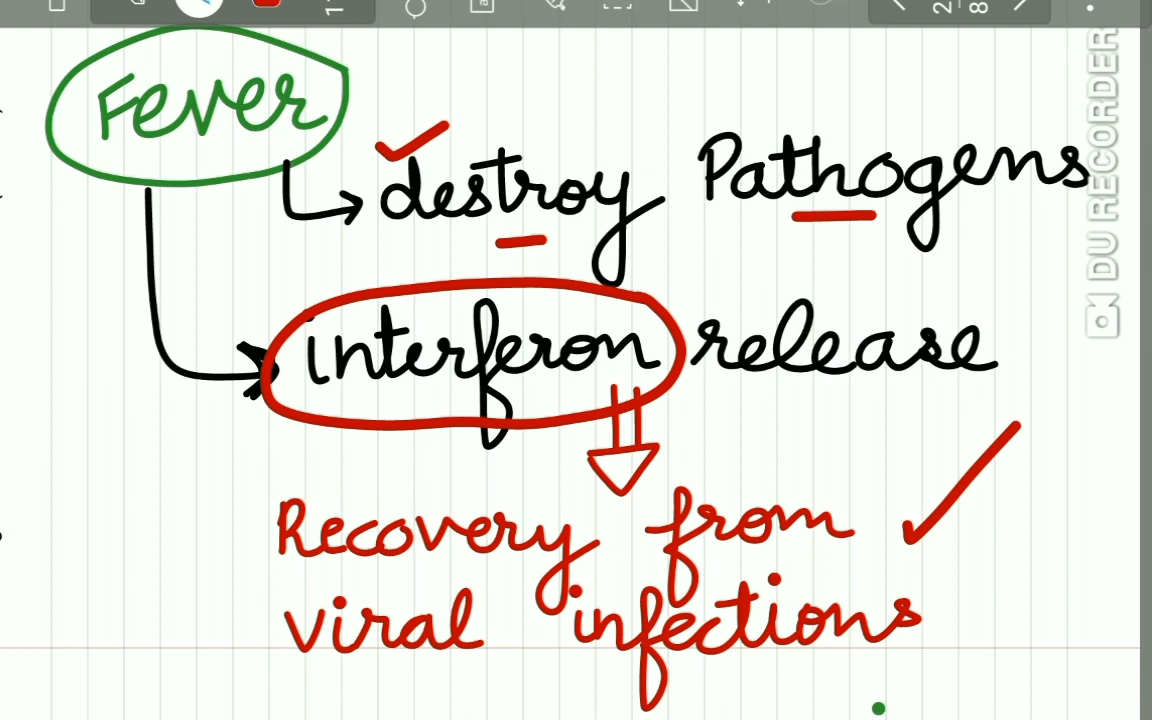 Fever
destroy Pathogens
interferon release
Recovery from
viral infections
DU RECORDER